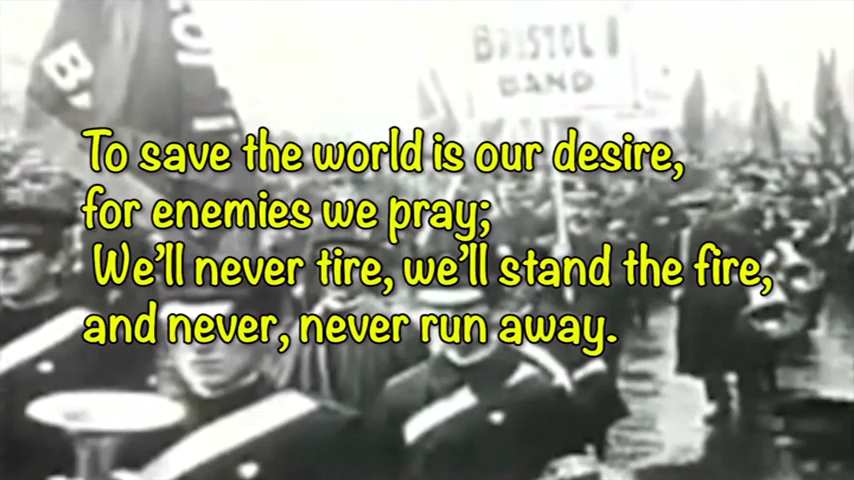 BRISTOL 1
BAND
To save the world is our desire,
for enemies we pray;
We'll never tire, we'll stand the fire,
and never, never run away.